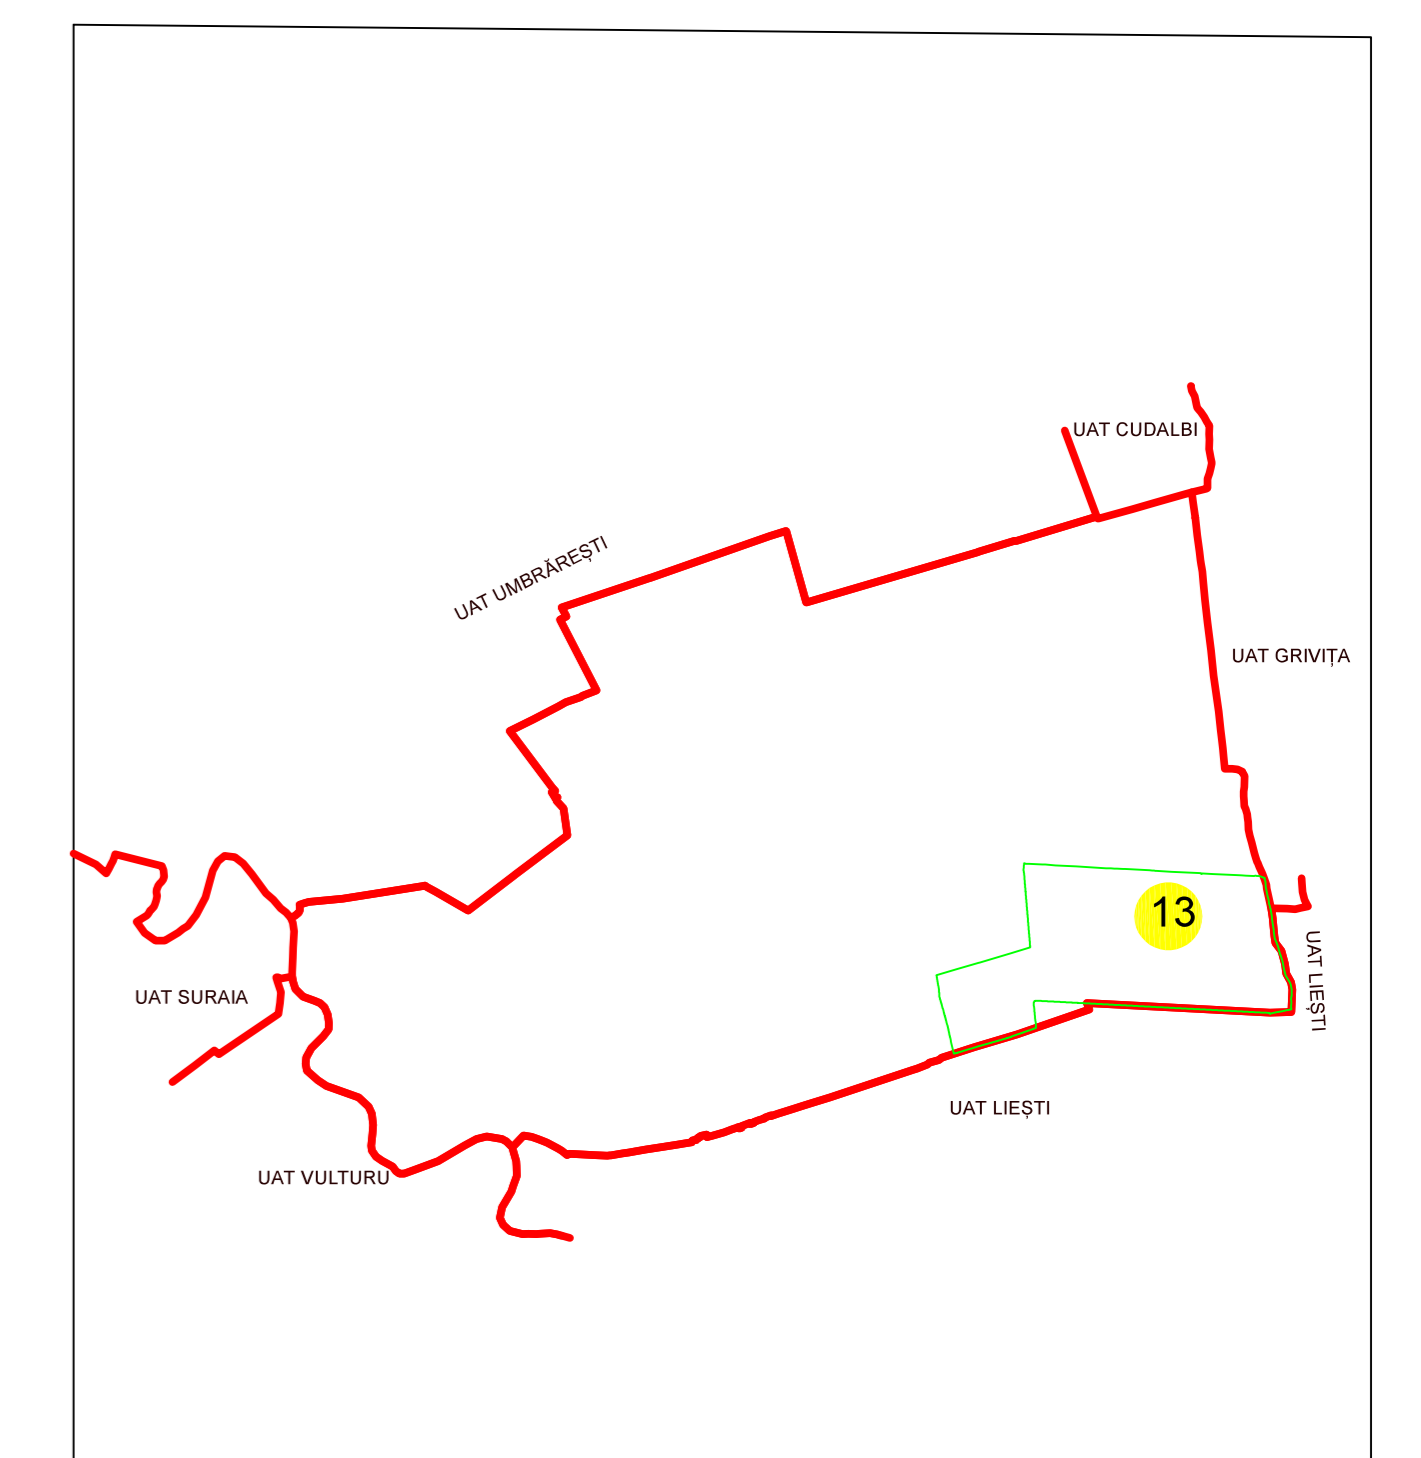 UAT CUDALBI
UAT UMBRĂREȘTI
UAT GRIVIȚA
13
UAT LIEȘTI
UAT SURAIA
UAT LIEȘTI
UAT VULTURU